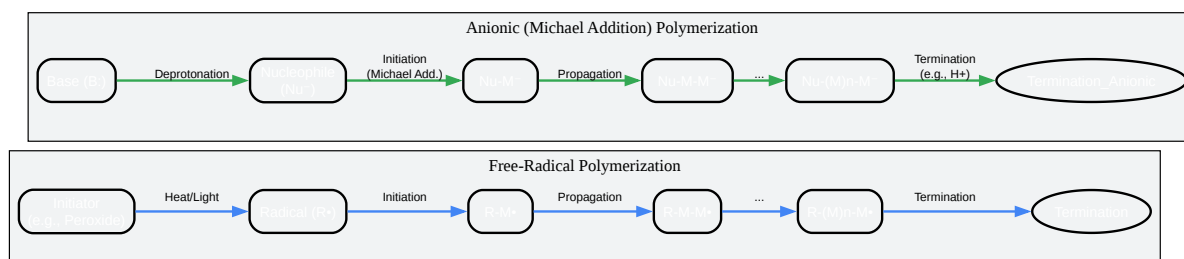 Anionic (Michael Addition) Polymerization
Base (B⁻)
Deprotonation
Nucleophile
(Nu⁻)
Initiation
(Michael Add.)
Nu-M⁻
Propagation
Nu-M-M⁻
...
Nu-(M)n-M⁻
Termination
(e.g., H+)
Termination_Anionic
Free-Radical Polymerization
Initiator
(e.g., Peroxide)
Heat/Light
Radical (R•)
Initiation
R-M•
Propagation
R-M-M•
...
R-(M)n-M•
Termination
Termination